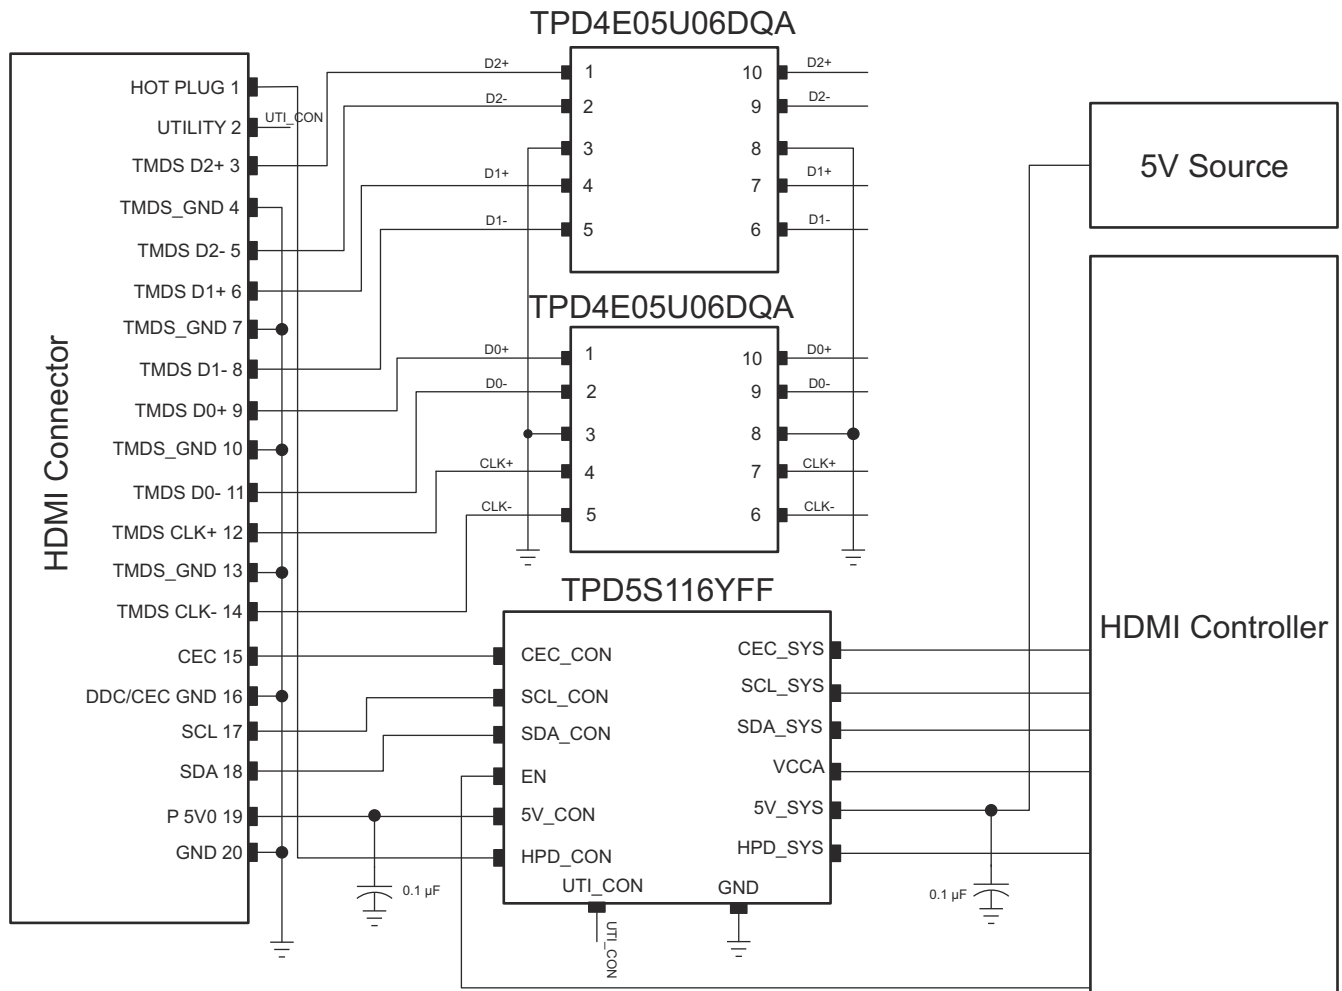 HDMI Connector
HOT PLUG 1
UTILITY 2
UTI_CON
TMDS D2+ 3
TMDS_GND 4
TMDS D2- 5
TMDS D1+ 6
TMDS_GND 7
TMDS D1- 8
TMDS D0+ 9
TMDS_GND 10
TMDS D0- 11
TMDS CLK+ 12
TMDS_GND 13
TMDS CLK- 14
CEC 15
DDC/CEC GND 16
SCL 17
SDA 18
P 5V0 19
GND 20
0.1 µF
TPD4E05U06DQA
D2+ 1 10 D2+
D2- 2 9 D2-
3 8
D1+ 4 7 D1+
D1- 5 6 D1-
TPD4E05U06DQA
D0+ 1 10 D0+
D0- 2 9 D0-
3 8
CLK+ 4 7 CLK+
CLK- 5 6 CLK-
TPD5S116YFF
CEC_CON CEC_SYS
SCL_CON SCL_SYS
SDA_CON SDA_SYS
EN VCCA
5V_CON 5V_SYS
HPD_CON HPD_SYS
UTI_CON GND
UTI_CON
0.1 µF
5V Source
HDMI Controller